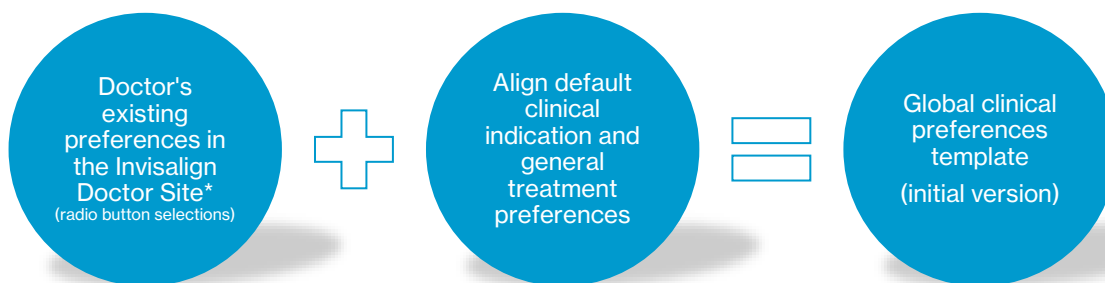 Doctor's
existing
preferences in
the Invisalign
Doctor Site*
(radio button selections)
Align default
clinical
indication and
general
treatment
preferences
Global clinical
preferences
template
(initial version)